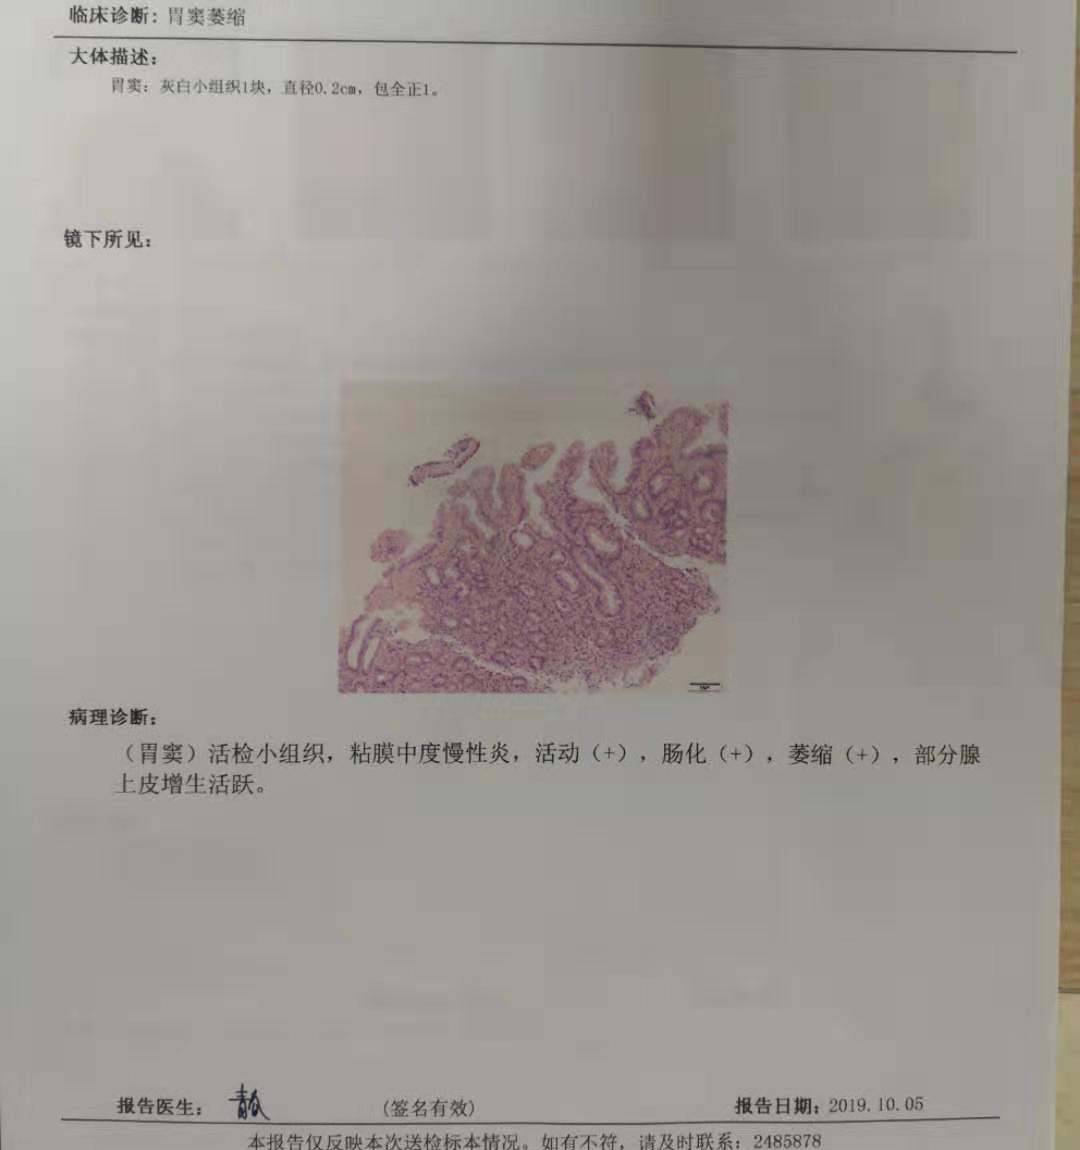 临床诊断：胃窦萎缩
大体描述：
胃窦：灰白小组织1块，直径0.2cm，包全正1。
镜下所见：
病理诊断：
（胃窦）活检小组织，粘膜中度慢性炎，活动（+），肠化（+），萎缩（+），部分腺
上皮增生活跃。
报告医生： (签名有效) 报告日期：2019.10.05
本报告仅反映本次送检标本情况。如有不符，请及时联系：2485878